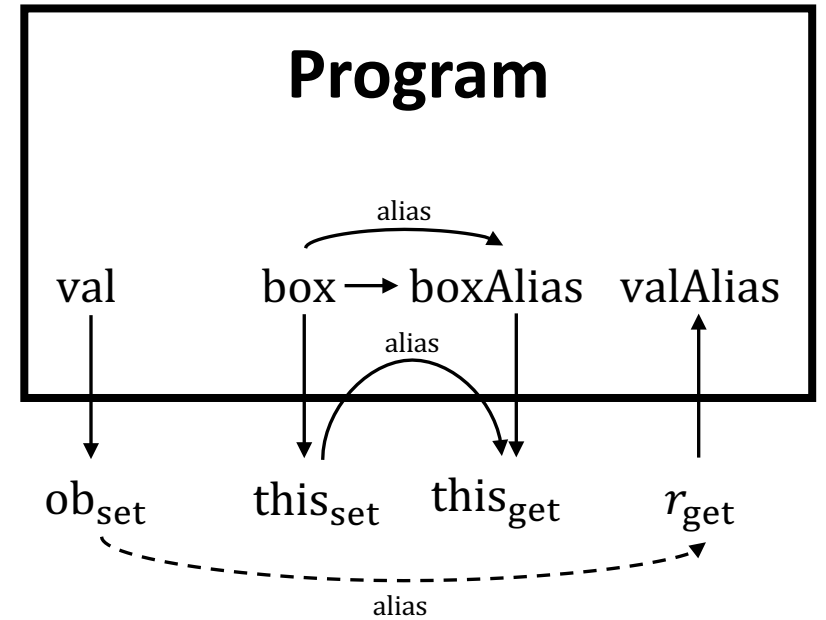 Program
alias
val box boxAlias valAlias
alias
ob_set this_set this_get r_get
alias